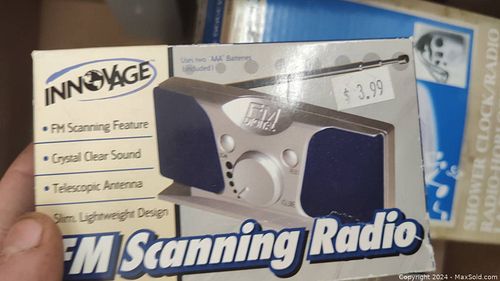 INNOVAGE
Uses two "AAA" Batteries
(included)
$ 3.99
• FM Scanning Feature
• Crystal Clear Sound
• Telescopic Antenna
• Slim, Lightweight Design
FM
FM Scanning Radio
SHOWER CLOCK/RADIO
Copyright 2024 - MaxSold.com